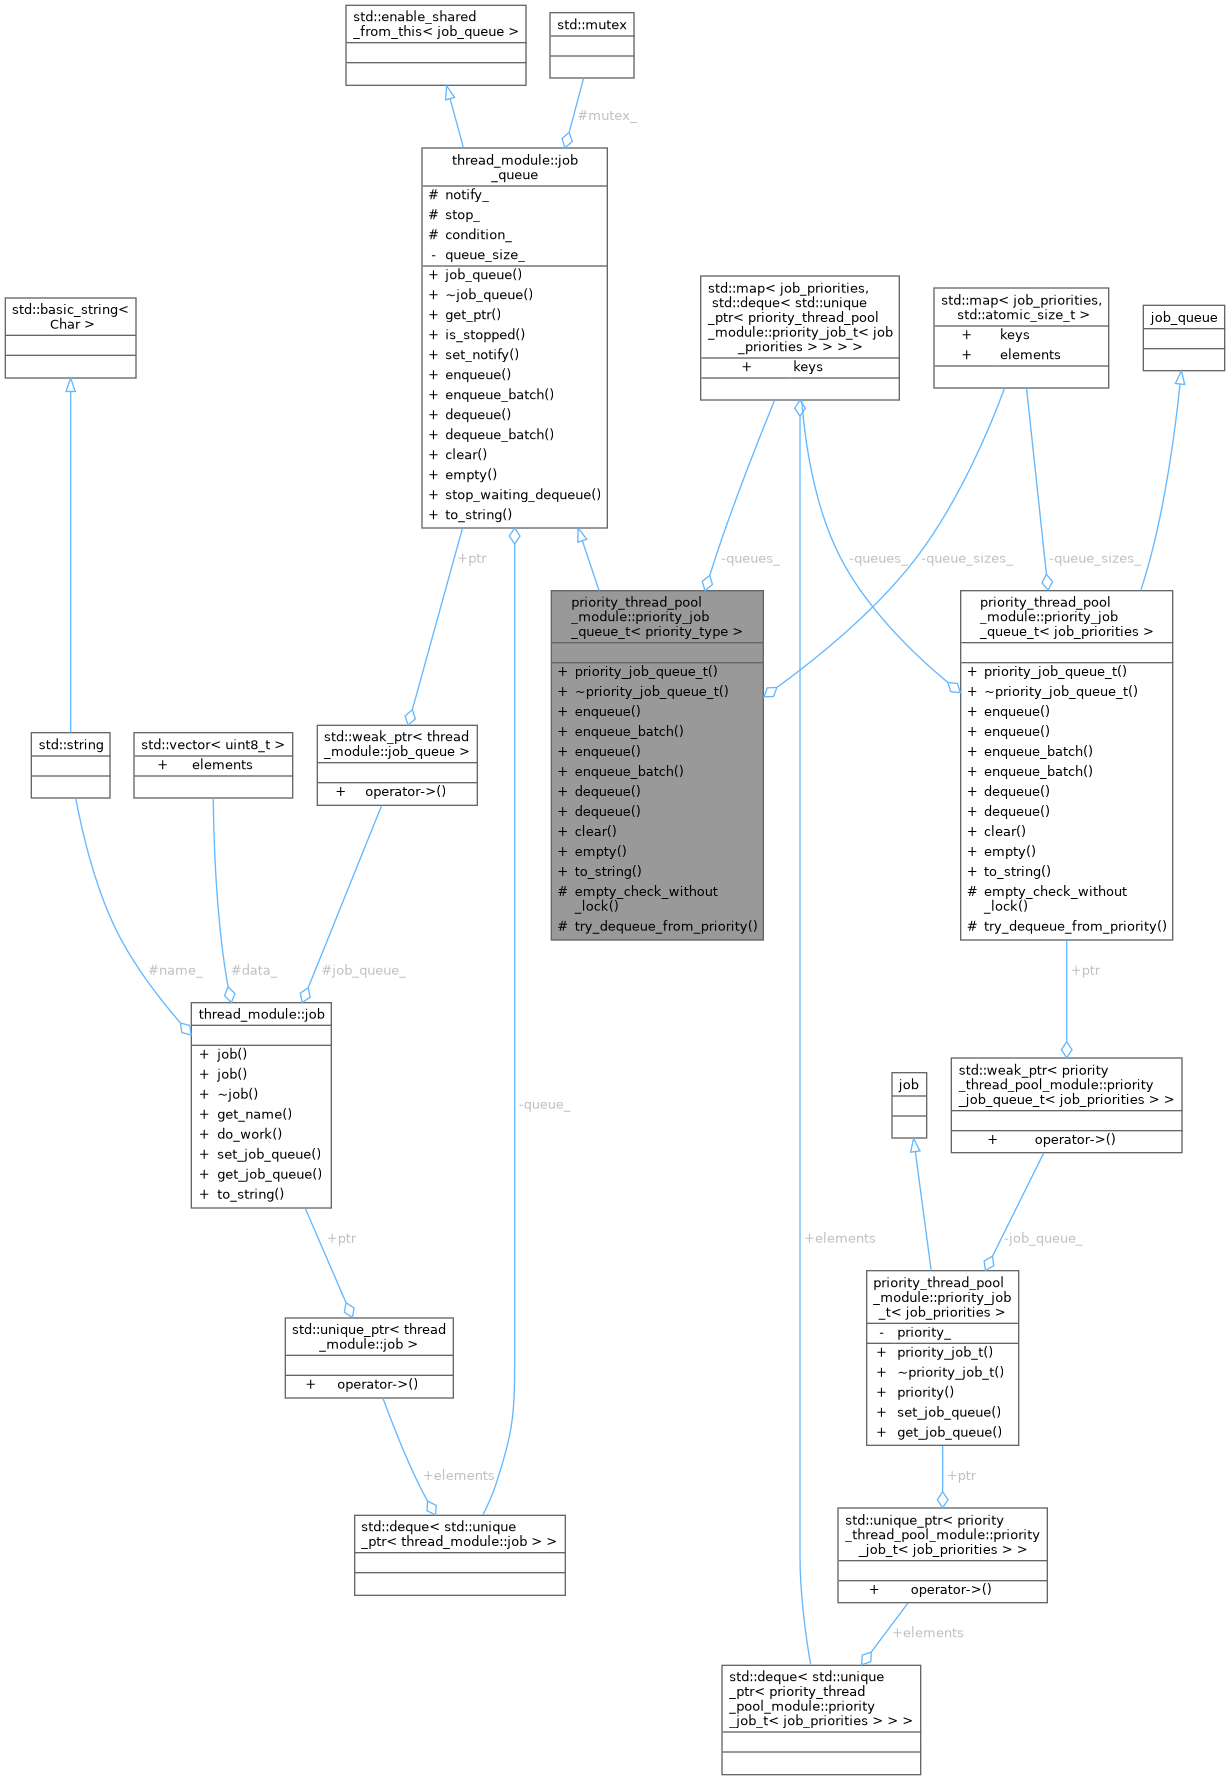 std::enable_shared
_from_this< job_queue >
std::mutex
#mutex_
thread_module::job
_queue
# notify_
# stop_
# condition_
- queue_size_
+ job_queue()
+ ~job_queue()
+ get_ptr()
+ is_stopped()
+ set_notify()
+ enqueue()
+ enqueue_batch()
+ dequeue()
+ dequeue_batch()
+ clear()
+ empty()
+ stop_waiting_dequeue()
+ to_string()
std::map< job_priorities,
std::deque< std::unique
_ptr< priority_thread_pool
_module::priority_job_t< job
_priorities > > > >
+ keys
std::map< job_priorities,
std::atomic_size_t >
+ keys
+ elements
job_queue
std::basic_string<
Char >
+ptr
-queues_
-queues_
-queue_sizes_
-queue_sizes_
priority_thread_pool
_module::priority_job
_queue_t< priority_type >
+ priority_job_queue_t()
+ ~priority_job_queue_t()
+ enqueue()
+ enqueue_batch()
+ enqueue()
+ enqueue_batch()
+ dequeue()
+ dequeue()
+ clear()
+ empty()
+ to_string()
# empty_check_without
_lock()
# try_dequeue_from_priority()
priority_thread_pool
_module::priority_job
_queue_t< job_priorities >
+ priority_job_queue_t()
+ ~priority_job_queue_t()
+ enqueue()
+ enqueue()
+ enqueue_batch()
+ enqueue_batch()
+ dequeue()
+ dequeue()
+ clear()
+ empty()
+ to_string()
# empty_check_without
_lock()
# try_dequeue_from_priority()
std::string
std::vector< uint8_t >
+ elements
std::weak_ptr< thread
_module::job_queue >
+ operator->()
#name_
#data_
#job_queue_
+ptr
thread_module::job
+ job()
+ job()
+ ~job()
+ get_name()
+ do_work()
+ set_job_queue()
+ get_job_queue()
+ to_string()
-queue_
job
std::weak_ptr< priority
_thread_pool_module::priority
_job_queue_t< job_priorities > >
+ operator->()
+ptr
+elements
-job_queue_
priority_thread_pool
_module::priority_job
_t< job_priorities >
- priority_
+ priority_job_t()
+ ~priority_job_t()
+ priority()
+ set_job_queue()
+ get_job_queue()
std::unique_ptr< thread
_module::job >
+ operator->()
+elements
+ptr
std::deque< std::unique
_ptr< thread_module::job > >
std::unique_ptr< priority
_thread_pool_module::priority
_job_t< job_priorities > >
+ operator->()
+elements
std::deque< std::unique
_ptr< priority_thread
_pool_module::priority
_job_t< job_priorities > > >